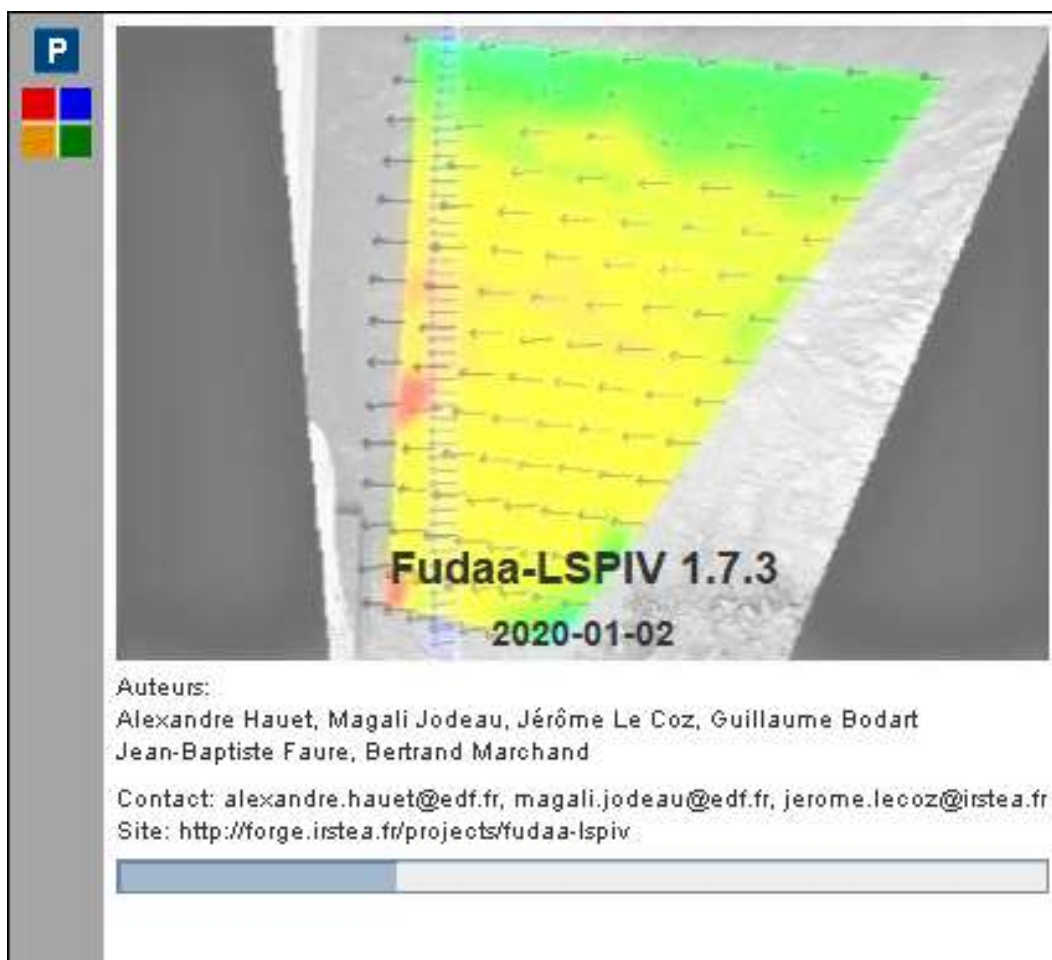 P
Fudaa-LSPIV 1.7.3
2020-01-02
Auteurs:
Alexandre Hauet, Magali Jodeau, Jérôme Le Coz, Guillaume Bodart
Jean-Baptiste Faure, Bertrand Marchand
Contact: alexandre.hauet@edf.fr, magali.jodeau@edf.fr, jerome.lecoz@irstea.fr
Site: http://forge.irstea.fr/projects/fudaa-lspiv